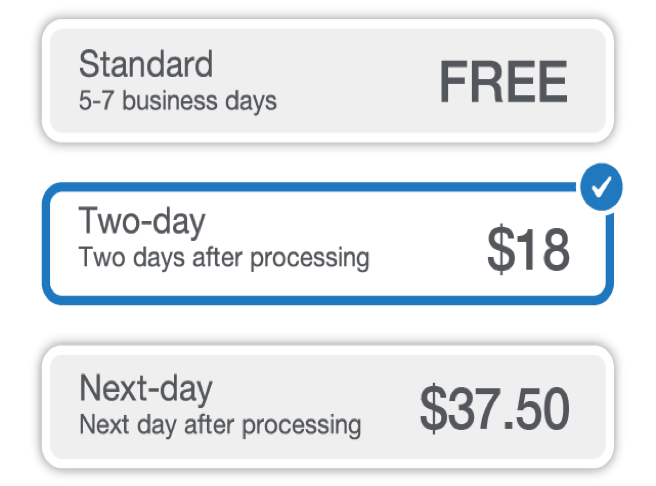 Standard
5-7 business days
FREE
Two-day
Two days after processing
$18
Next-day
Next day after processing
$37.50